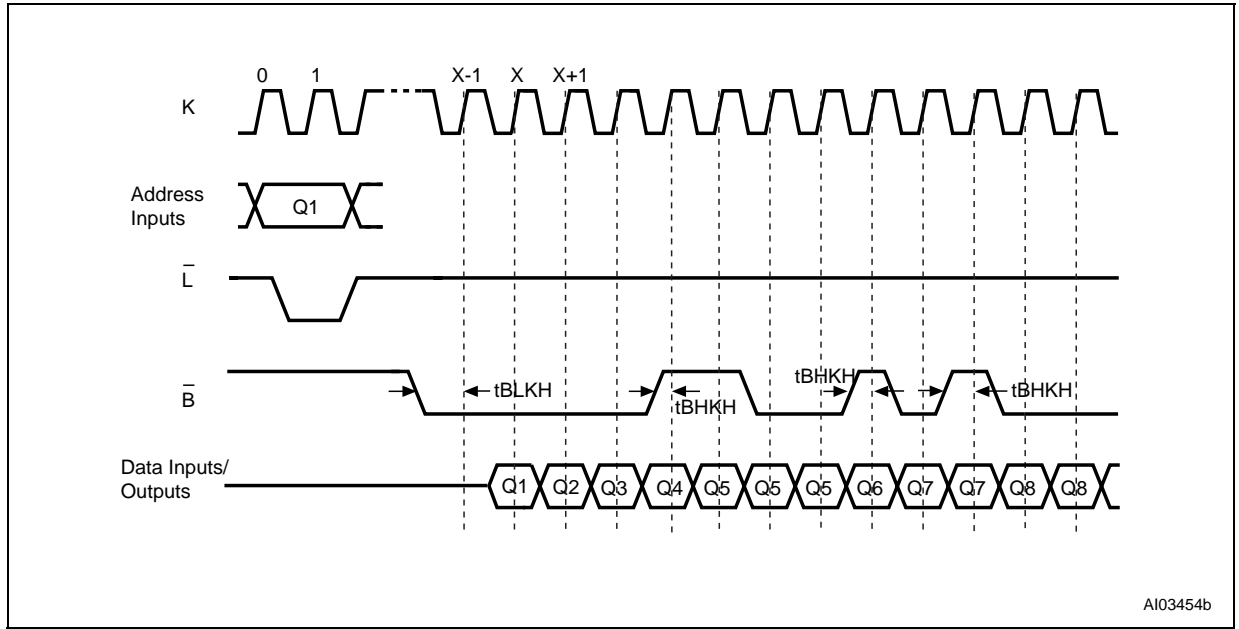 0 1 X-1 X X+1
K
Address
Inputs
Q1
L̅
B̅
tBLKH
tBHKH
tBHKH
tBHKH
Data Inputs/
Outputs
Q1 Q2 Q3 Q4 Q5 Q5 Q5 Q6 Q7 Q7 Q8 Q8
AI03454b